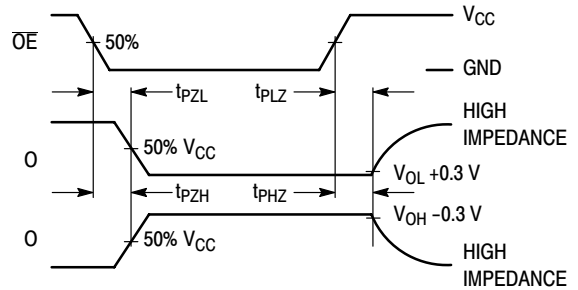 V_CC
O̅E̅ 50%
GND
t_PZL t_PLZ
HIGH
IMPEDANCE
O 50% V_CC
V_OL +0.3 V
t_PZH t_PHZ
V_OH −0.3 V
O 50% V_CC
HIGH
IMPEDANCE